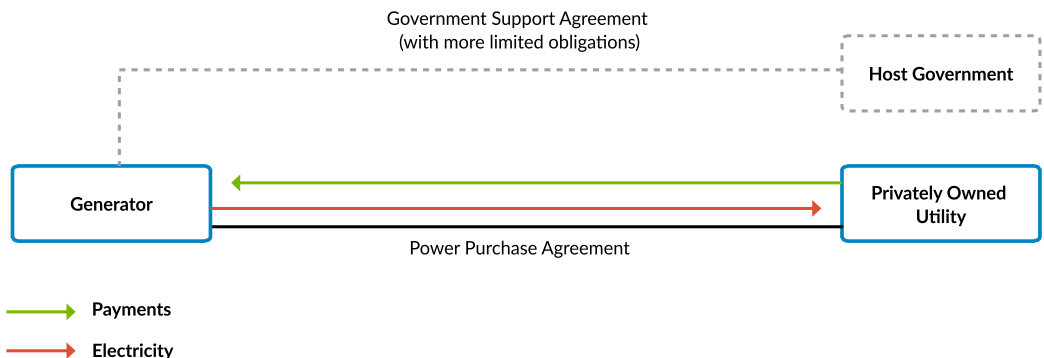 Government Support Agreement
(with more limited obligations)
Host Government
Generator
Privately Owned
Utility
Power Purchase Agreement
Payments
Electricity